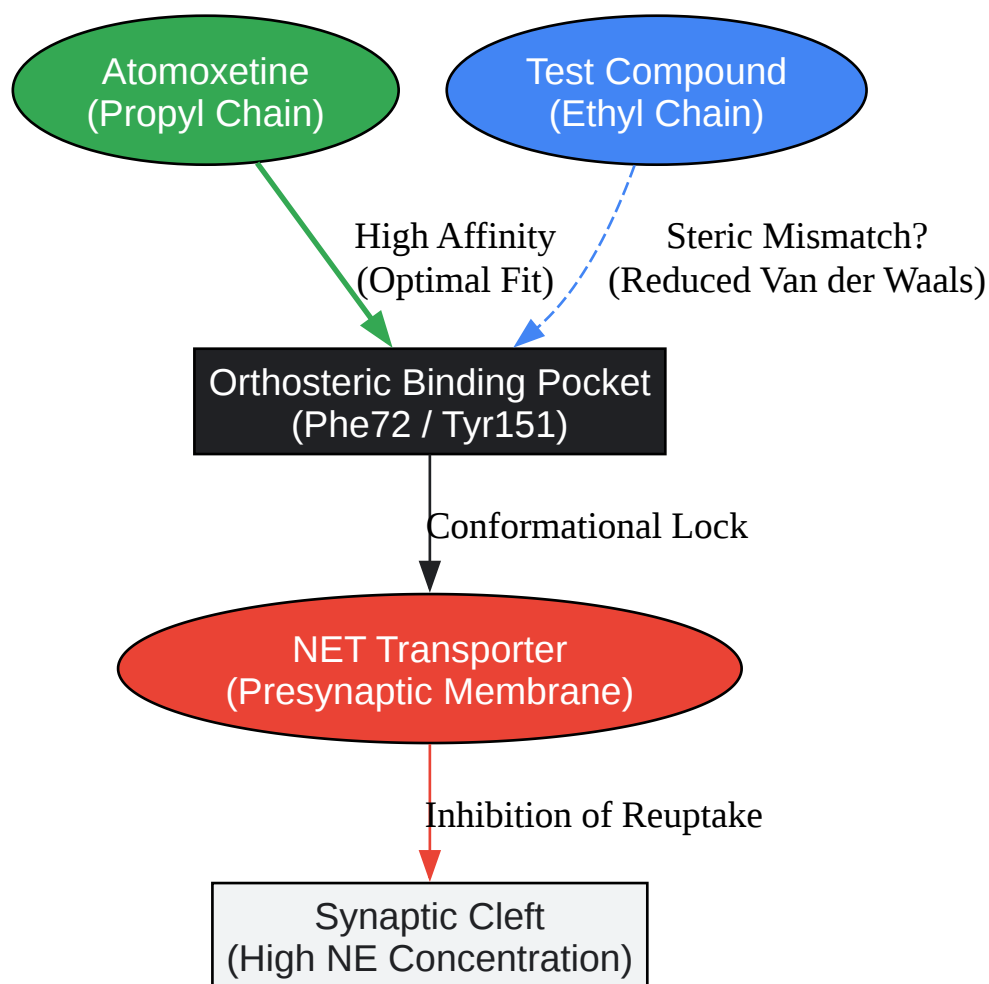 Atomoxetine
(Propyl Chain)
Test Compound
(Ethyl Chain)
High Affinity
(Optimal Fit)
Steric Mismatch?
(Reduced Van der Waals)
Orthosteric Binding Pocket
(Phe72 / Tyr151)
Conformational Lock
NET Transporter
(Presynaptic Membrane)
Inhibition of Reuptake
Synaptic Cleft
(High NE Concentration)